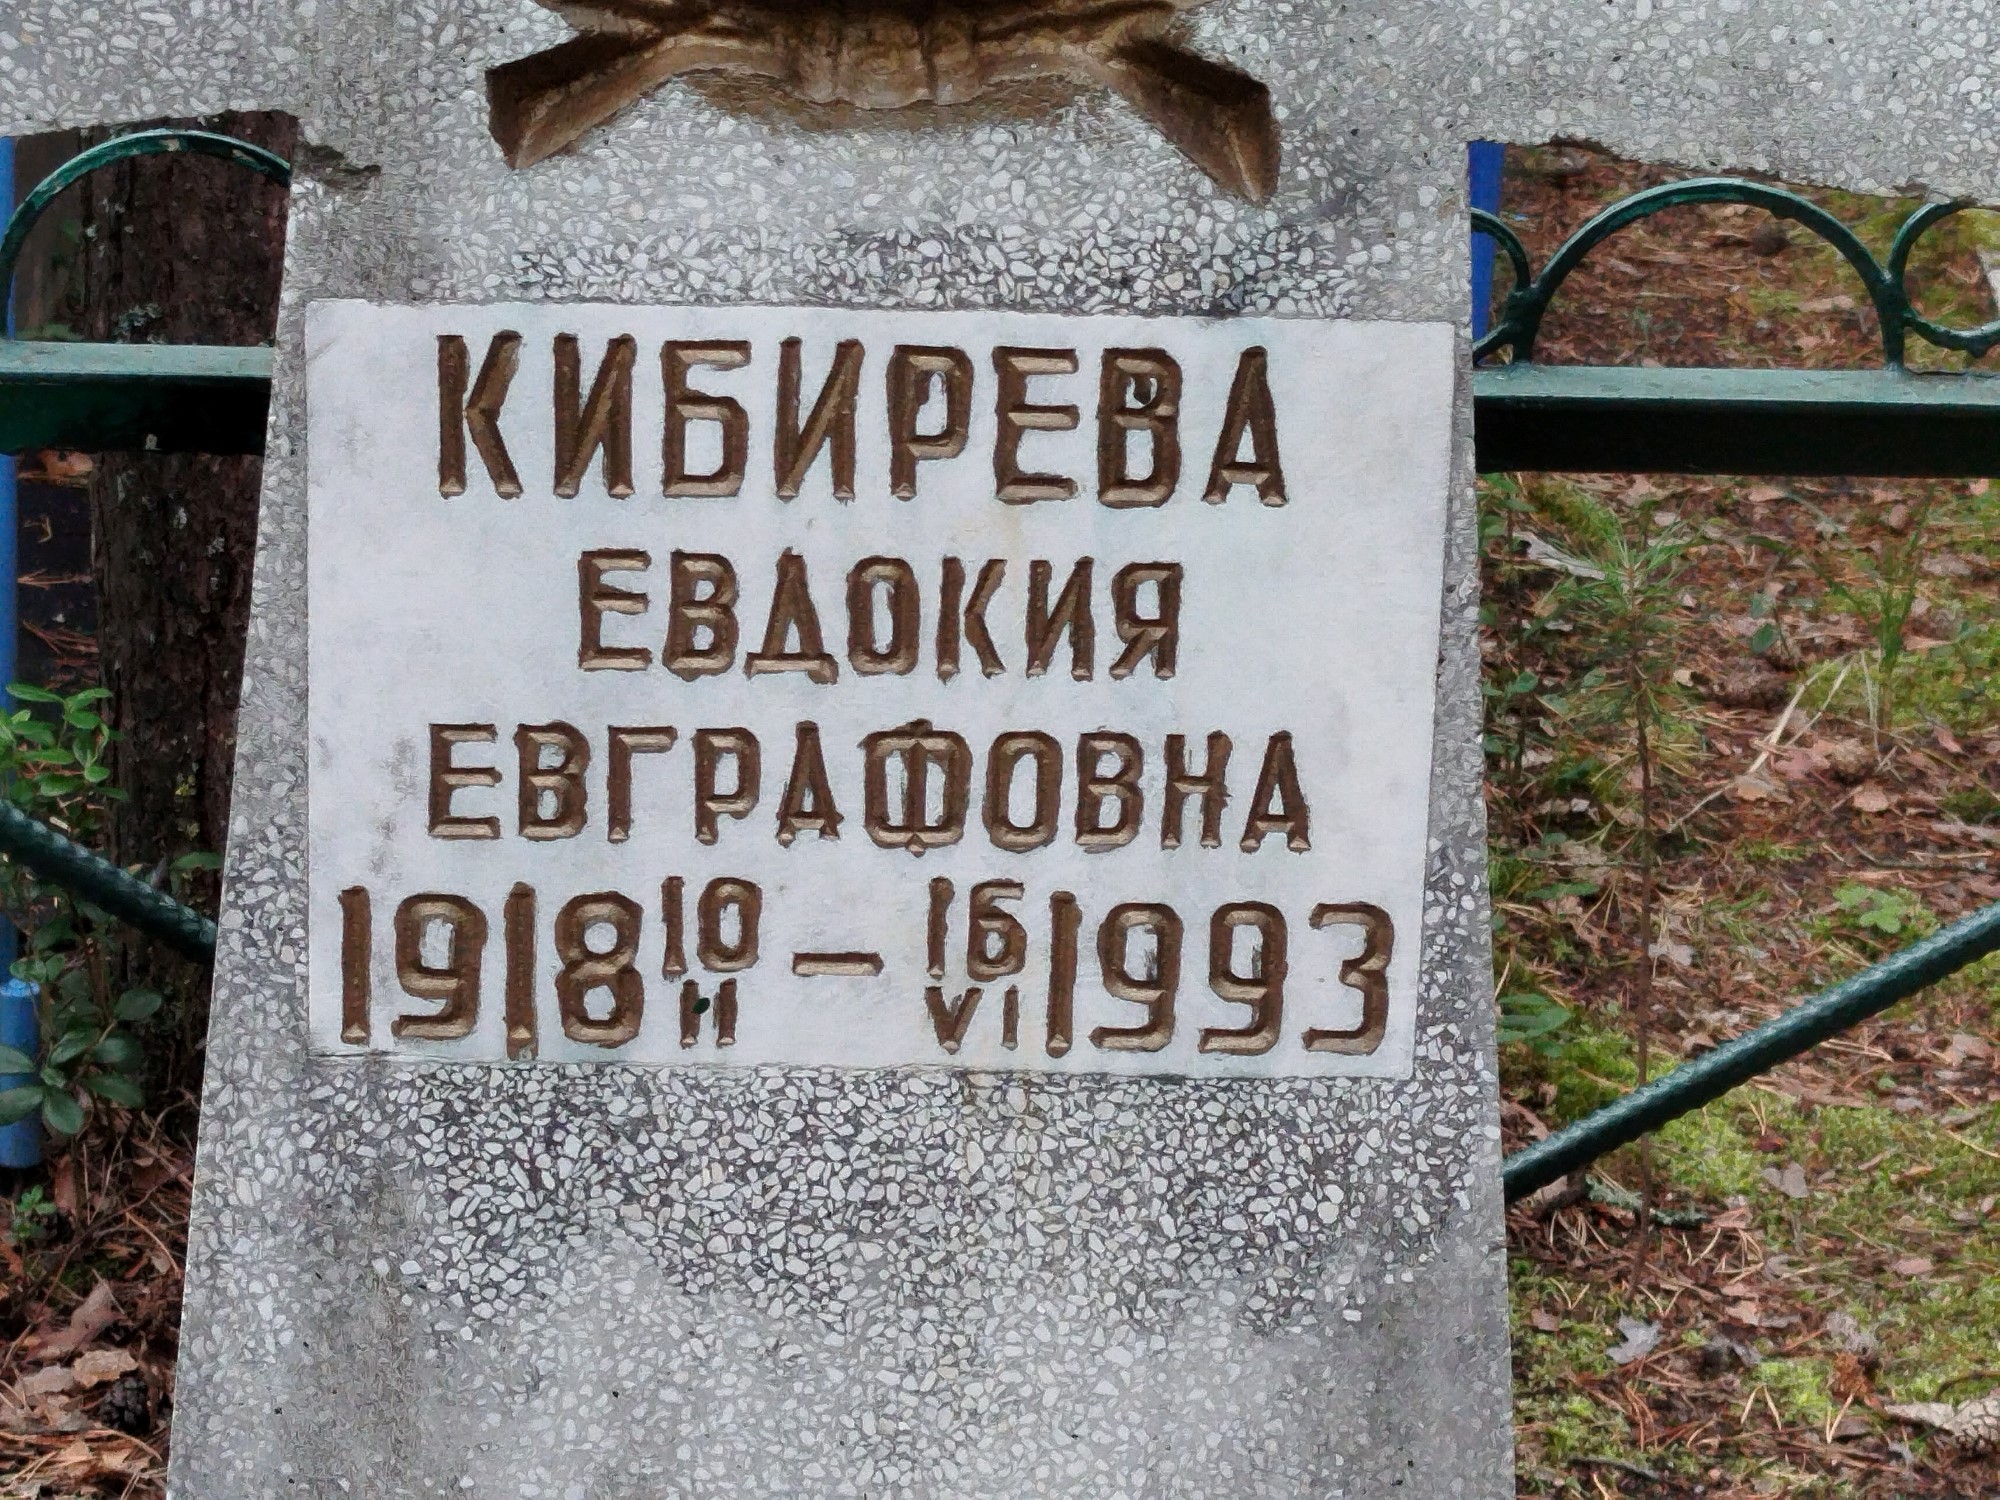 КИБИРЕВА
ЕВДОКИЯ
ЕВГРАФОВНА
1918 10/II – 16/VI 1993